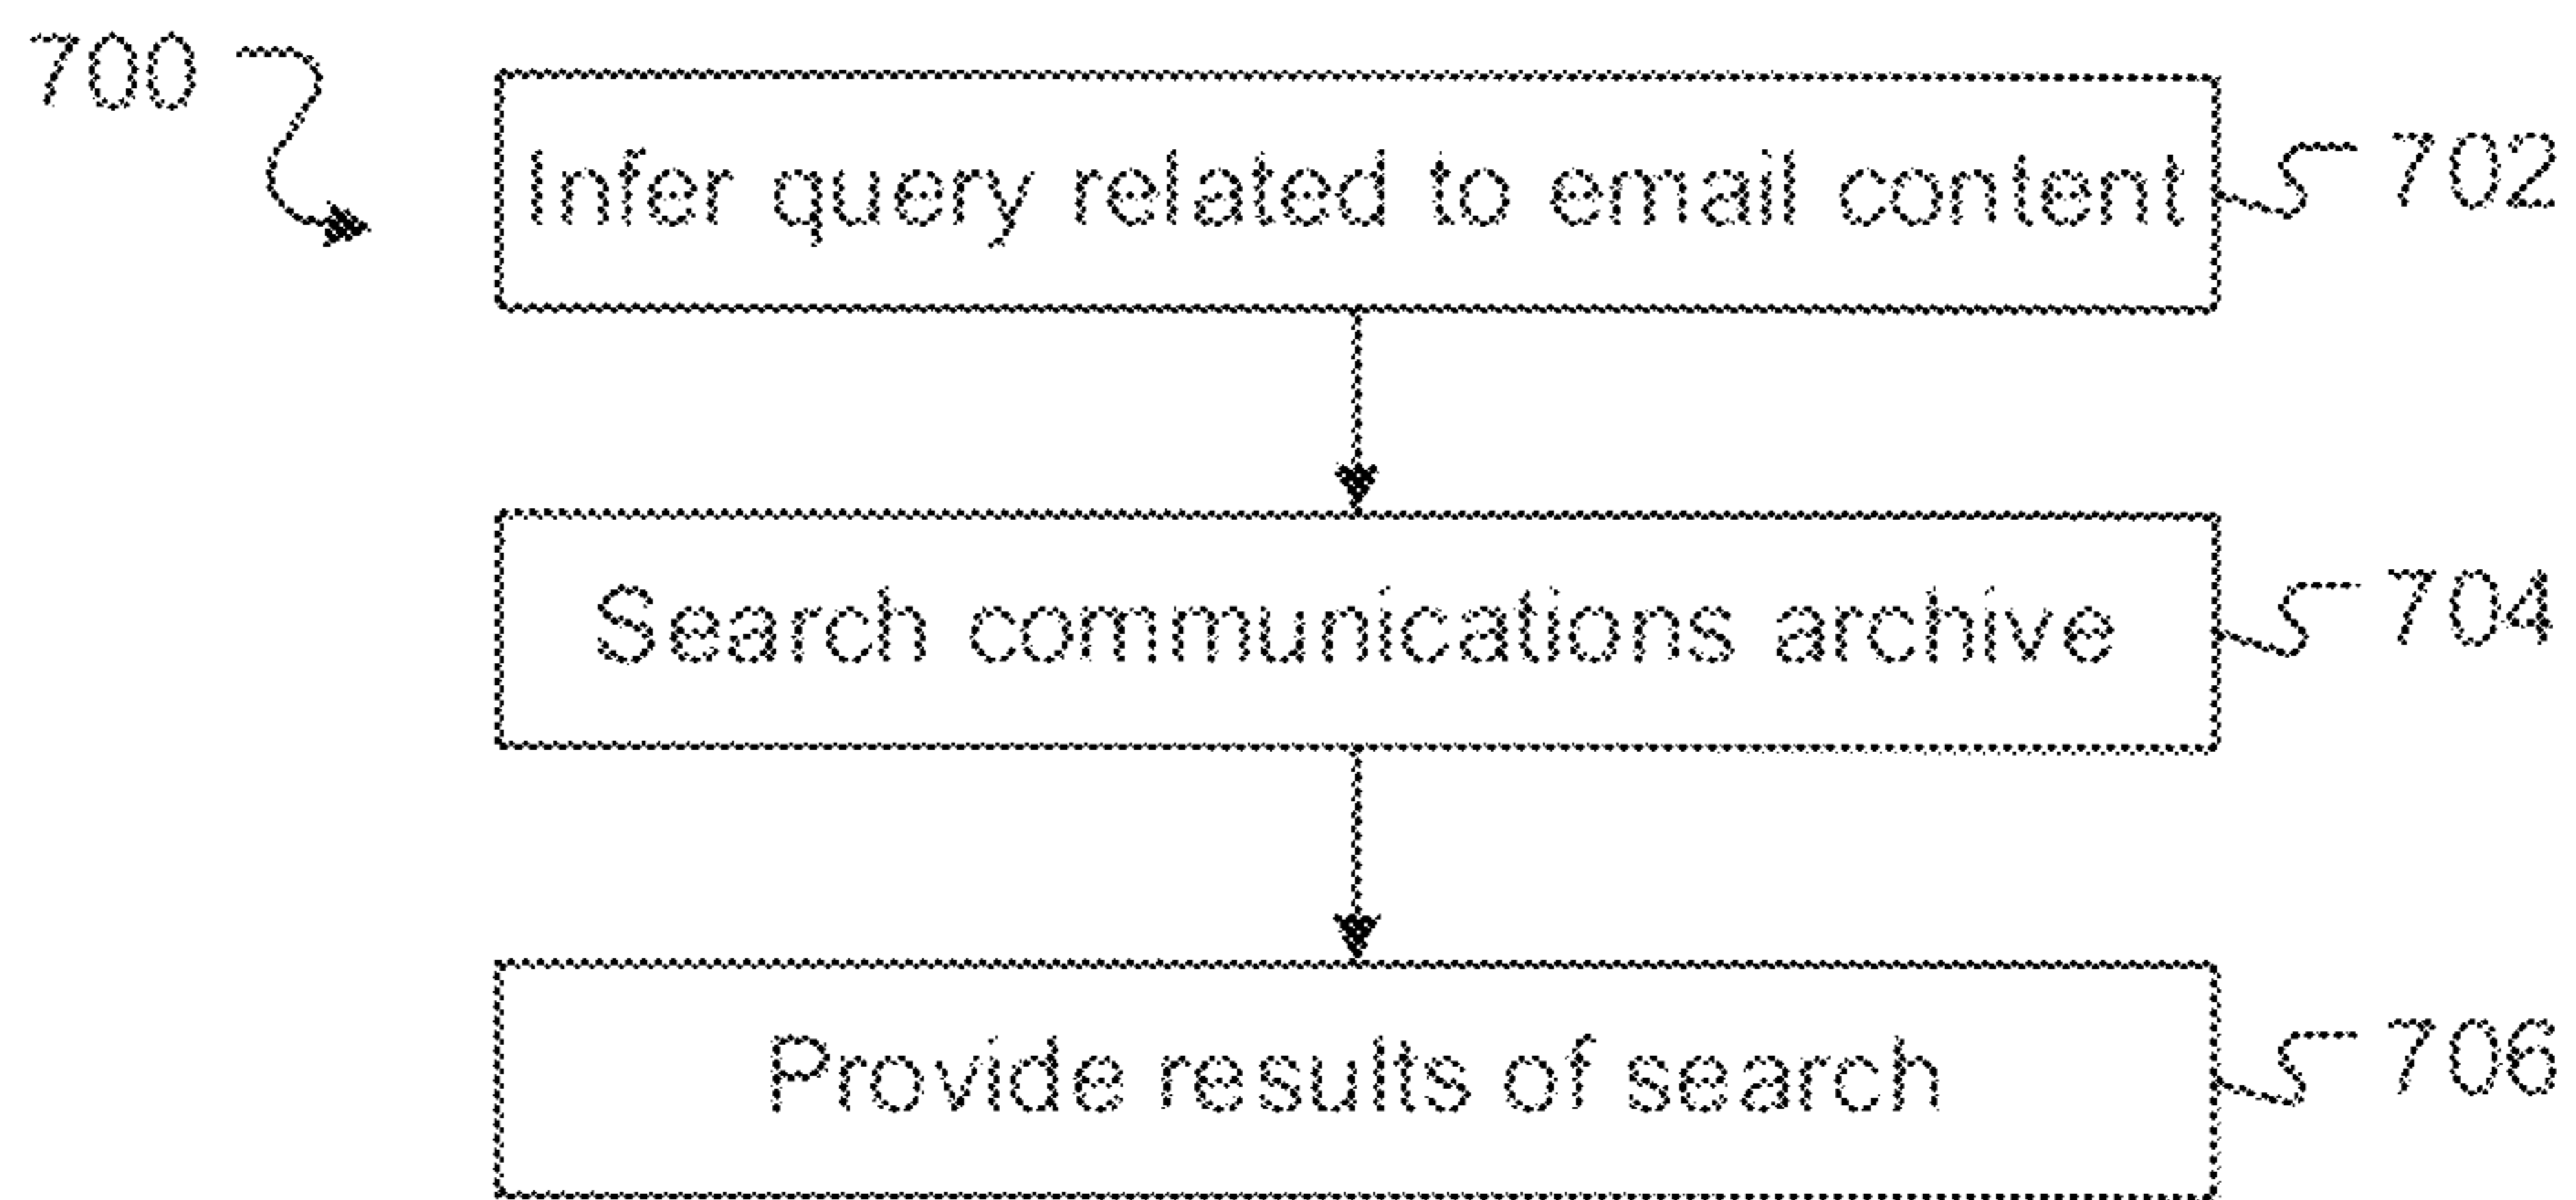 700
Infer query related to email content
702
Search communications archive
704
Provide results of search
706